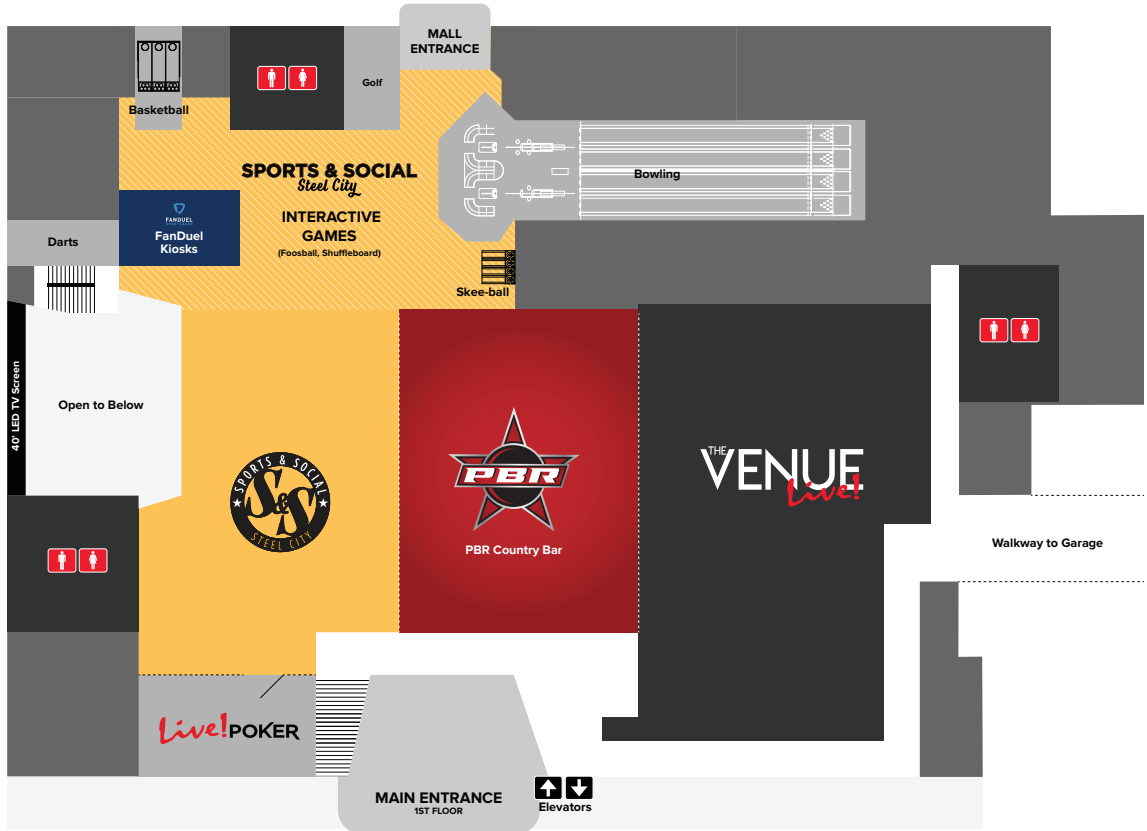 MALL
ENTRANCE
Golf
Basketball
SPORTS & SOCIAL
Steel City
Bowling
INTERACTIVE
GAMES
(Foosball, Shuffleboard)
FANDUEL
FanDuel
Kiosks
Darts
Skee-ball
40' LED TV Screen
Open to Below
SPORTS & SOCIAL
S&S
STEEL CITY
PBR
PBR Country Bar
THE
VENUE
Live!
Walkway to Garage
Live! POKER
MAIN ENTRANCE
1ST FLOOR
Elevators